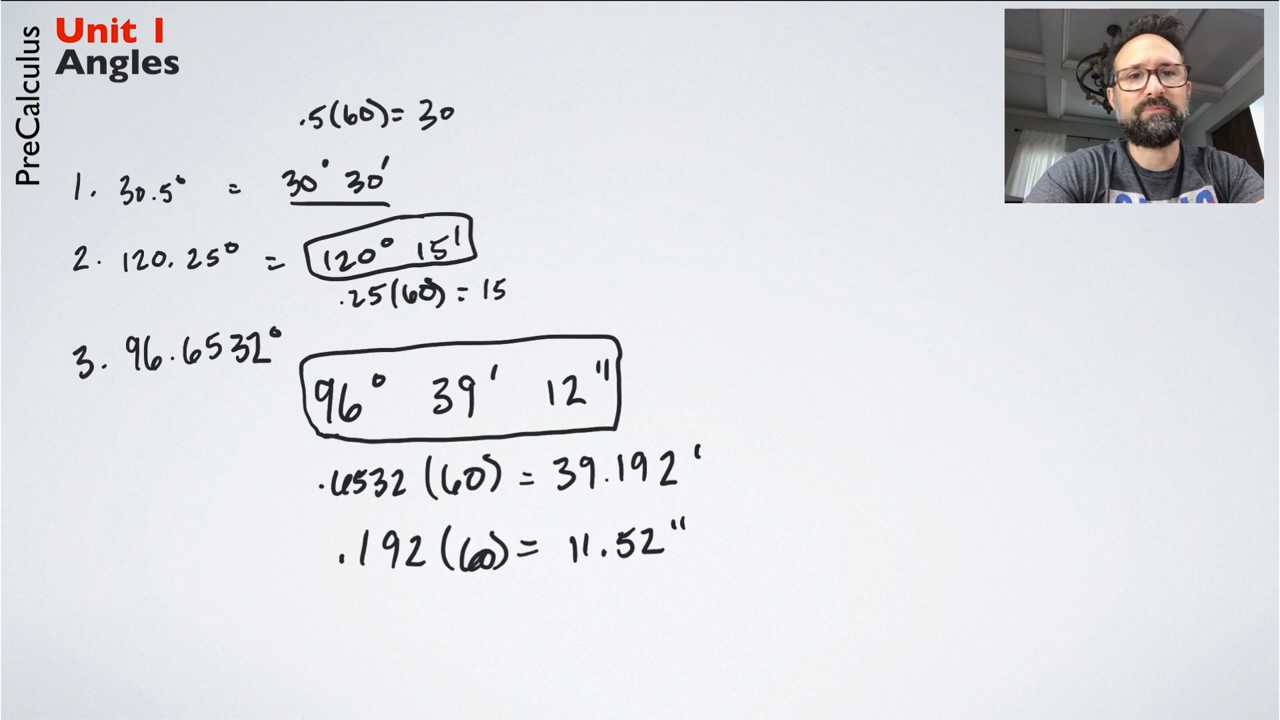 PreCalculus
Unit 1
Angles
.5(60)= 30
1. 30.5° = 30° 30'
2. 120.25° = 120° 15'
.25(60) = 15
3. 96.6532°
96° 39' 12"
.6532 (60) = 39.192'
.192 (60) = 11.52"